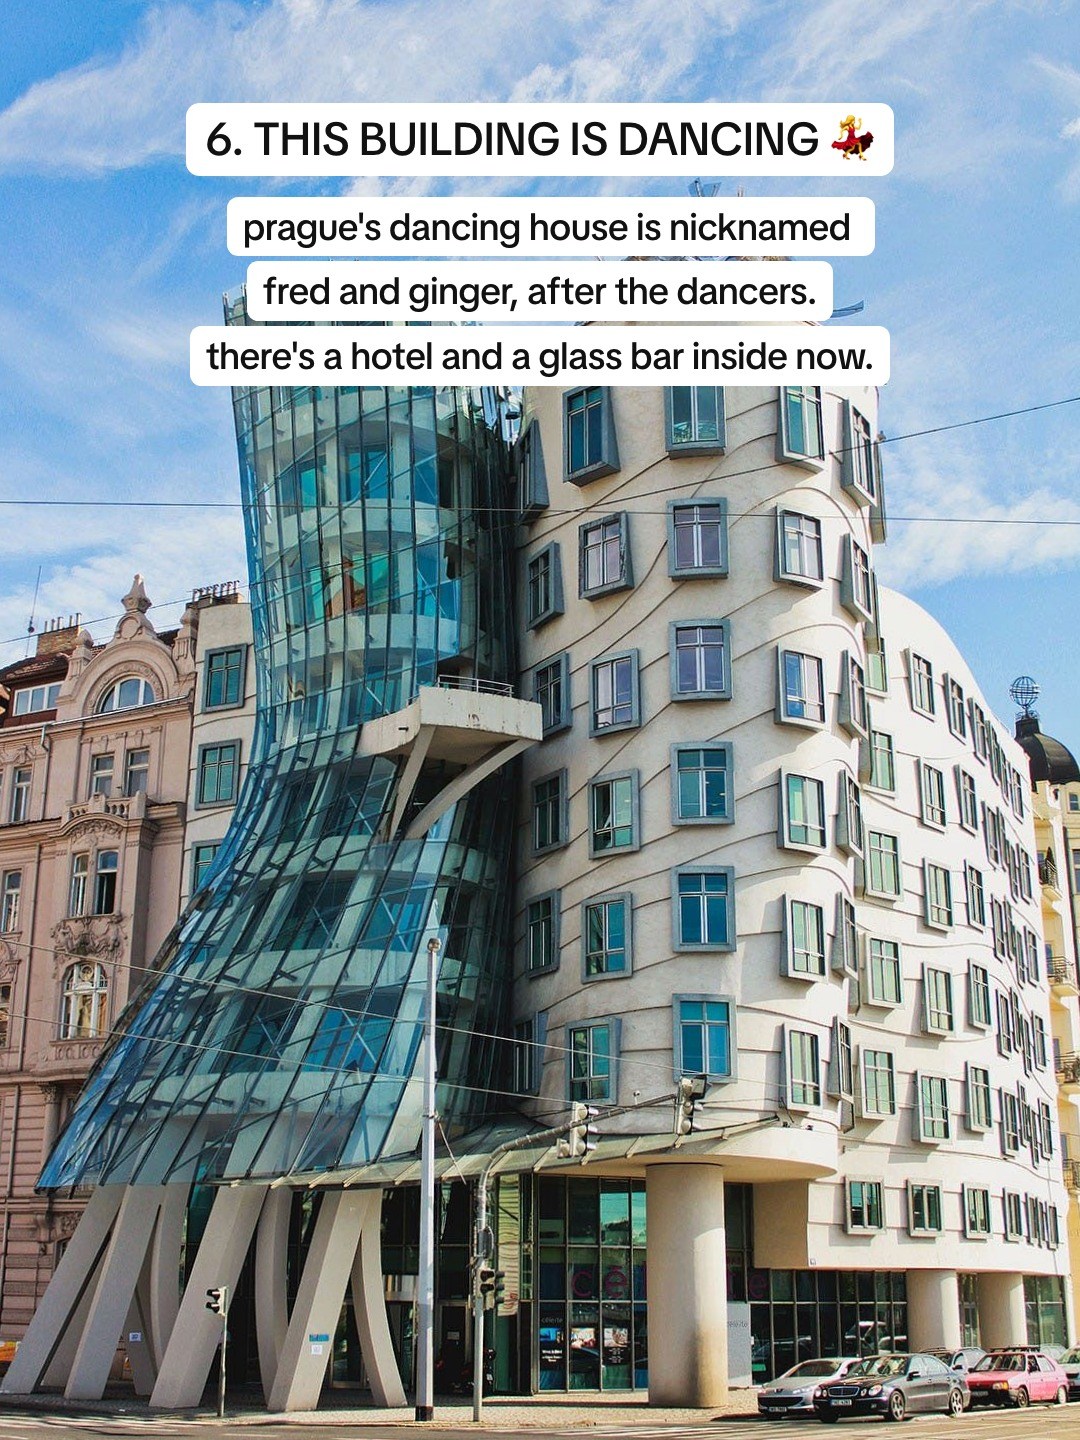 6. THIS BUILDING IS DANCING 💃
prague's dancing house is nicknamed
fred and ginger, after the dancers.
there's a hotel and a glass bar inside now.